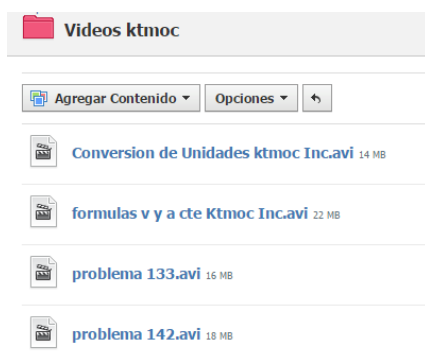 Videos ktmoc
Agregar Contenido Opciones
Conversion de Unidades ktmoc Inc.avi 14 MB
formulas v y a cte Ktmoc Inc.avi 22 MB
problema 133.avi 16 MB
problema 142.avi 18 MB